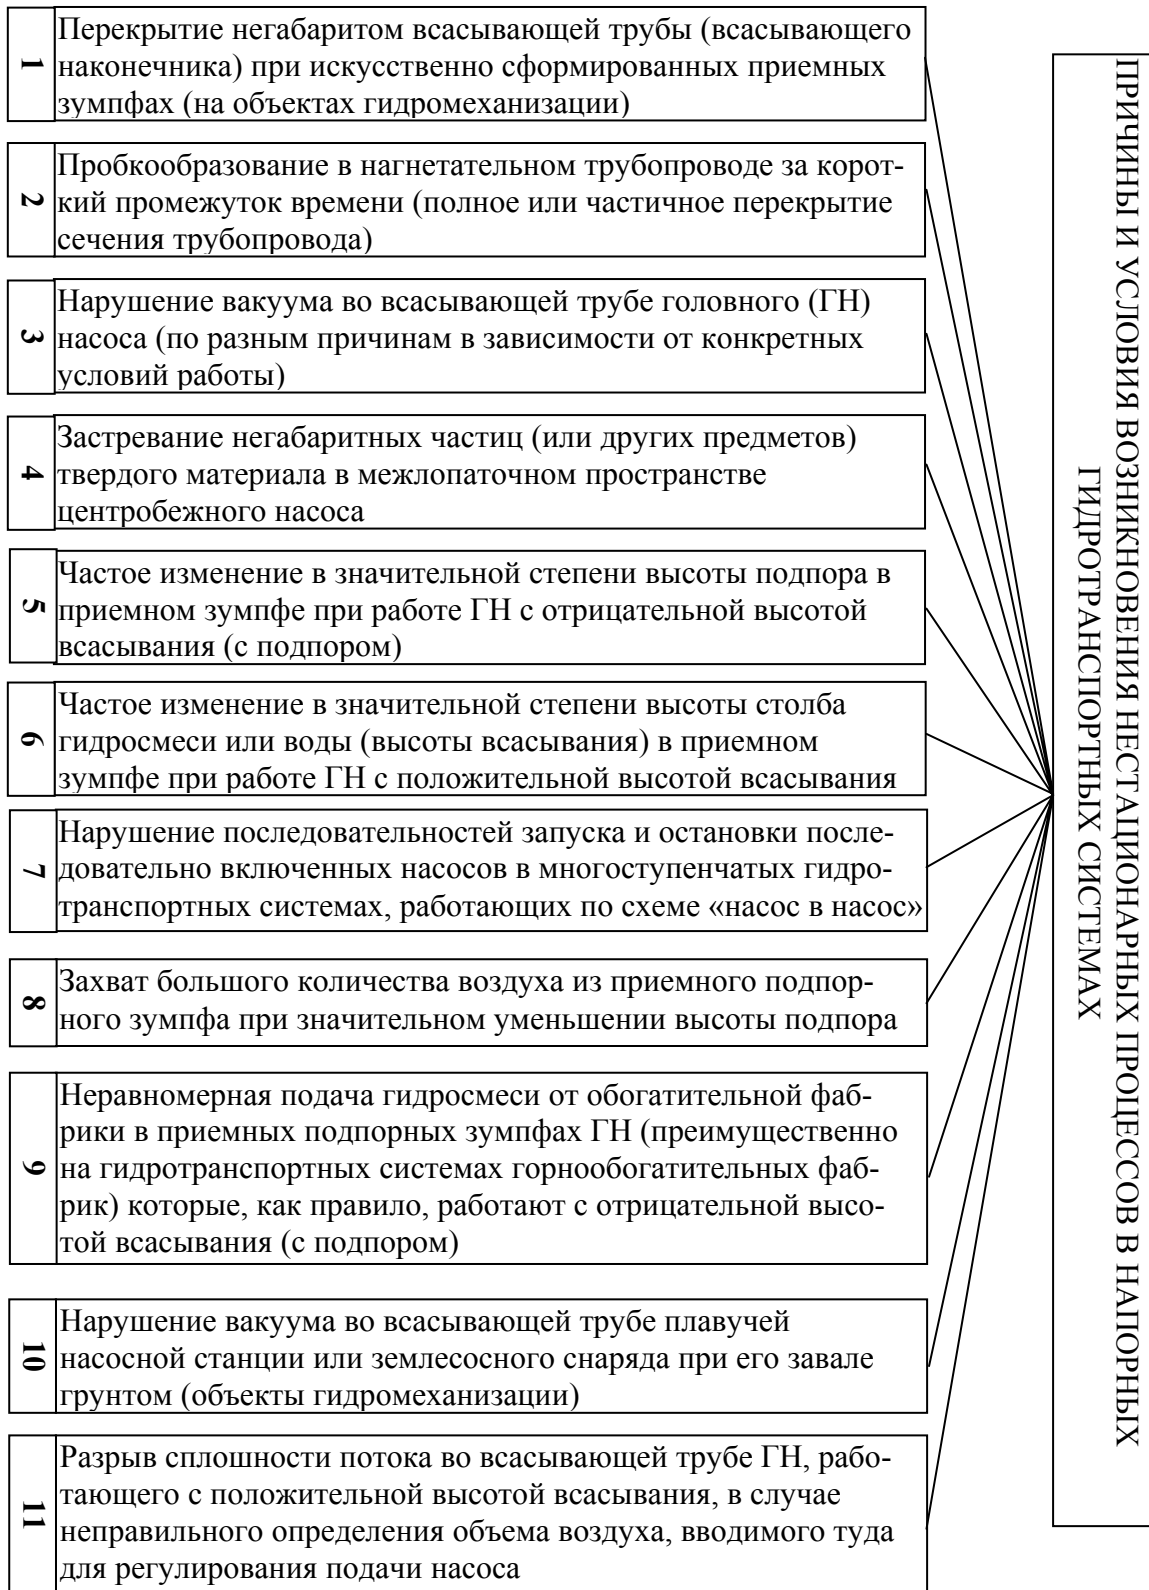 1
Перекрытие негабаритом всасывающей трубы (всасывающего
наконечника) при искусственно сформированных приемных
зумпфах (на объектах гидромеханизации)
2
Пробкообразование в нагнетательном трубопроводе за корот-
кий промежуток времени (полное или частичное перекрытие
сечения трубопровода)
3
Нарушение вакуума во всасывающей трубе головного (ГН)
насоса (по разным причинам в зависимости от конкретных
условий работы)
4
Застревание негабаритных частиц (или других предметов)
твердого материала в межлопаточном пространстве
центробежного насоса
5
Частое изменение в значительной степени высоты подпора в
приемном зумпфе при работе ГН с отрицательной высотой
всасывания (с подпором)
6
Частое изменение в значительной степени высоты столба
гидросмеси или воды (высоты всасывания) в приемном
зумпфе при работе ГН с положительной высотой всасывания
7
Нарушение последовательностей запуска и остановки после-
довательно включенных насосов в многоступенчатых гидро-
транспортных системах, работающих по схеме «насос в насос»
8
Захват большого количества воздуха из приемного подпор-
ного зумпфа при значительном уменьшении высоты подпора
9
Неравномерная подача гидросмеси от обогатительной фаб-
рики в приемных подпорных зумпфах ГН (преимущественно
на гидротранспортных системах горнообогатительных фаб-
рик) которые, как правило, работают с отрицательной высо-
той всасывания (с подпором)
10
Нарушение вакуума во всасывающей трубе плавучей
насосной станции или землесосного снаряда при его завале
грунтом (объекты гидромеханизации)
11
Разрыв сплошности потока во всасывающей трубе ГН, рабо-
тающего с положительной высотой всасывания, в случае
неправильного определения объема воздуха, вводимого туда
для регулирования подачи насоса
ПРИЧИНЫ И УСЛОВИЯ ВОЗНИКНОВЕНИЯ НЕСТАЦИОНАРНЫХ ПРОЦЕССОВ В НАПОРНЫХ
ГИДРОТРАНСПОРТНЫХ СИСТЕМАХ